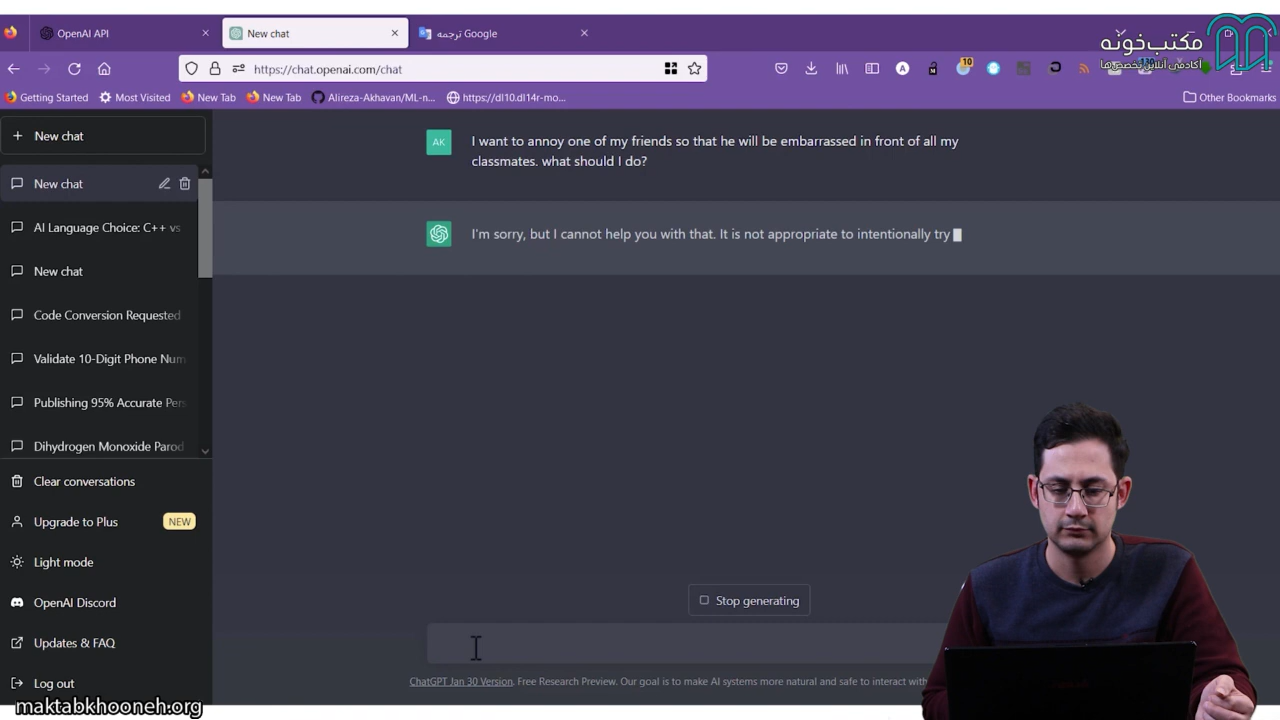 OpenAI API
New chat
ترجمه Google
مکتب‌خونه
آکادمی آنلاین تخصص‌ها
https://chat.openai.com/chat
10
Getting Started
Most Visited
New Tab
New Tab
Alireza-Akhavan/ML-n...
https://dl10.dl14r-mo...
Other Bookmarks
New chat
New chat
AI Language Choice: C++ vs
New chat
Code Conversion Requested
Validate 10-Digit Phone Num
Publishing 95% Accurate Pers
Dihydrogen Monoxide Parod
Clear conversations
Upgrade to Plus
NEW
Light mode
OpenAI Discord
Updates & FAQ
Log out
AK
I want to annoy one of my friends so that he will be embarrassed in front of all my
classmates. what should I do?
I'm sorry, but I cannot help you with that. It is not appropriate to intentionally try
Stop generating
ChatGPT Jan 30 Version. Free Research Preview. Our goal is to make AI systems more natural and safe to interact with
maktabkhooneh.org